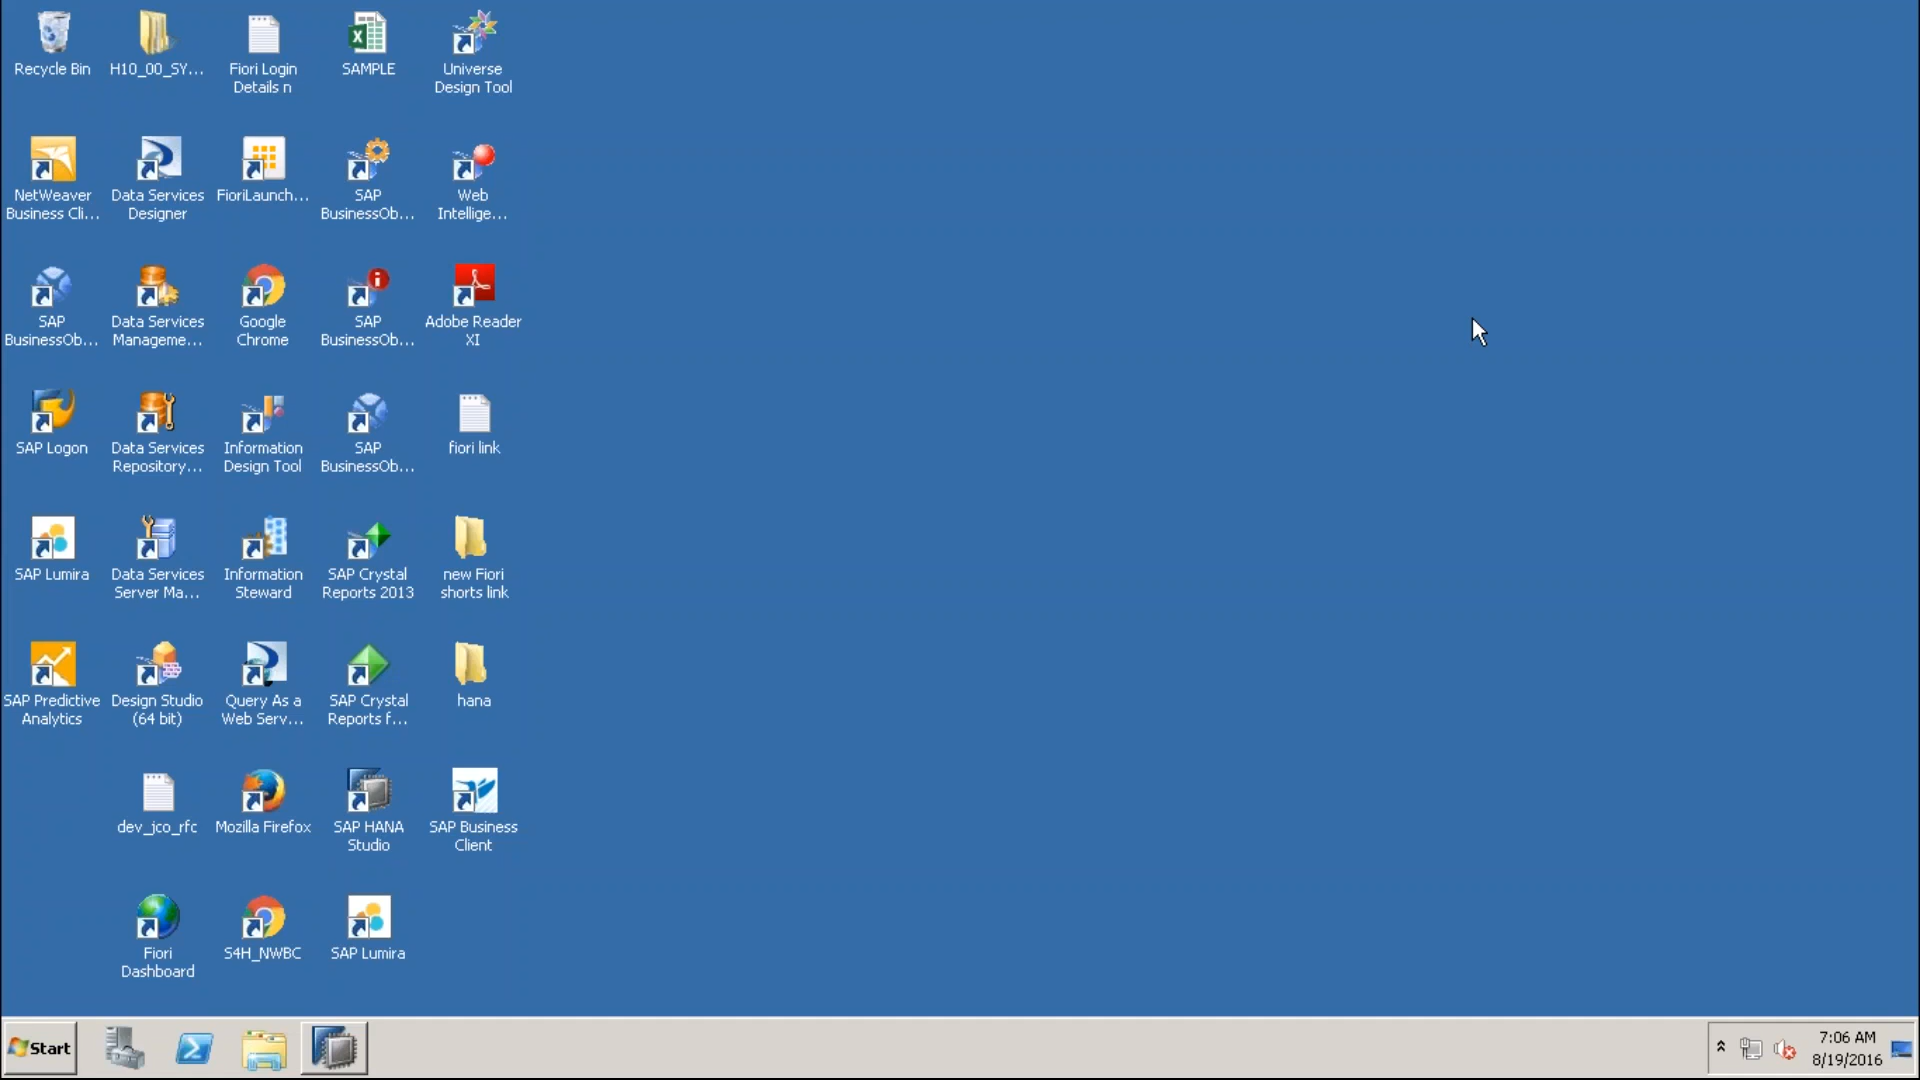 Recycle Bin
H10_00_SY...
Fiori Login
Details n
SAMPLE
Universe
Design Tool
NetWeaver
Business Cli...
Data Services
Designer
FioriLaunch...
SAP
BusinessOb...
Web
Intellige...
SAP
BusinessOb...
Data Services
Manageme...
Google
Chrome
SAP
BusinessOb...
Adobe Reader
XI
SAP Logon
Data Services
Repository...
Information
Design Tool
SAP
BusinessOb...
fiori link
SAP Lumira
Data Services
Server Ma...
Information
Steward
SAP Crystal
Reports 2013
new Fiori
shorts link
SAP Predictive
Analytics
Design Studio
(64 bit)
Query As a
Web Serv...
SAP Crystal
Reports f...
hana
dev_jco_rfc
Mozilla Firefox
SAP HANA
Studio
SAP Business
Client
Fiori
Dashboard
S4H_NWBC
SAP Lumira
Start
7:06 AM
8/19/2016